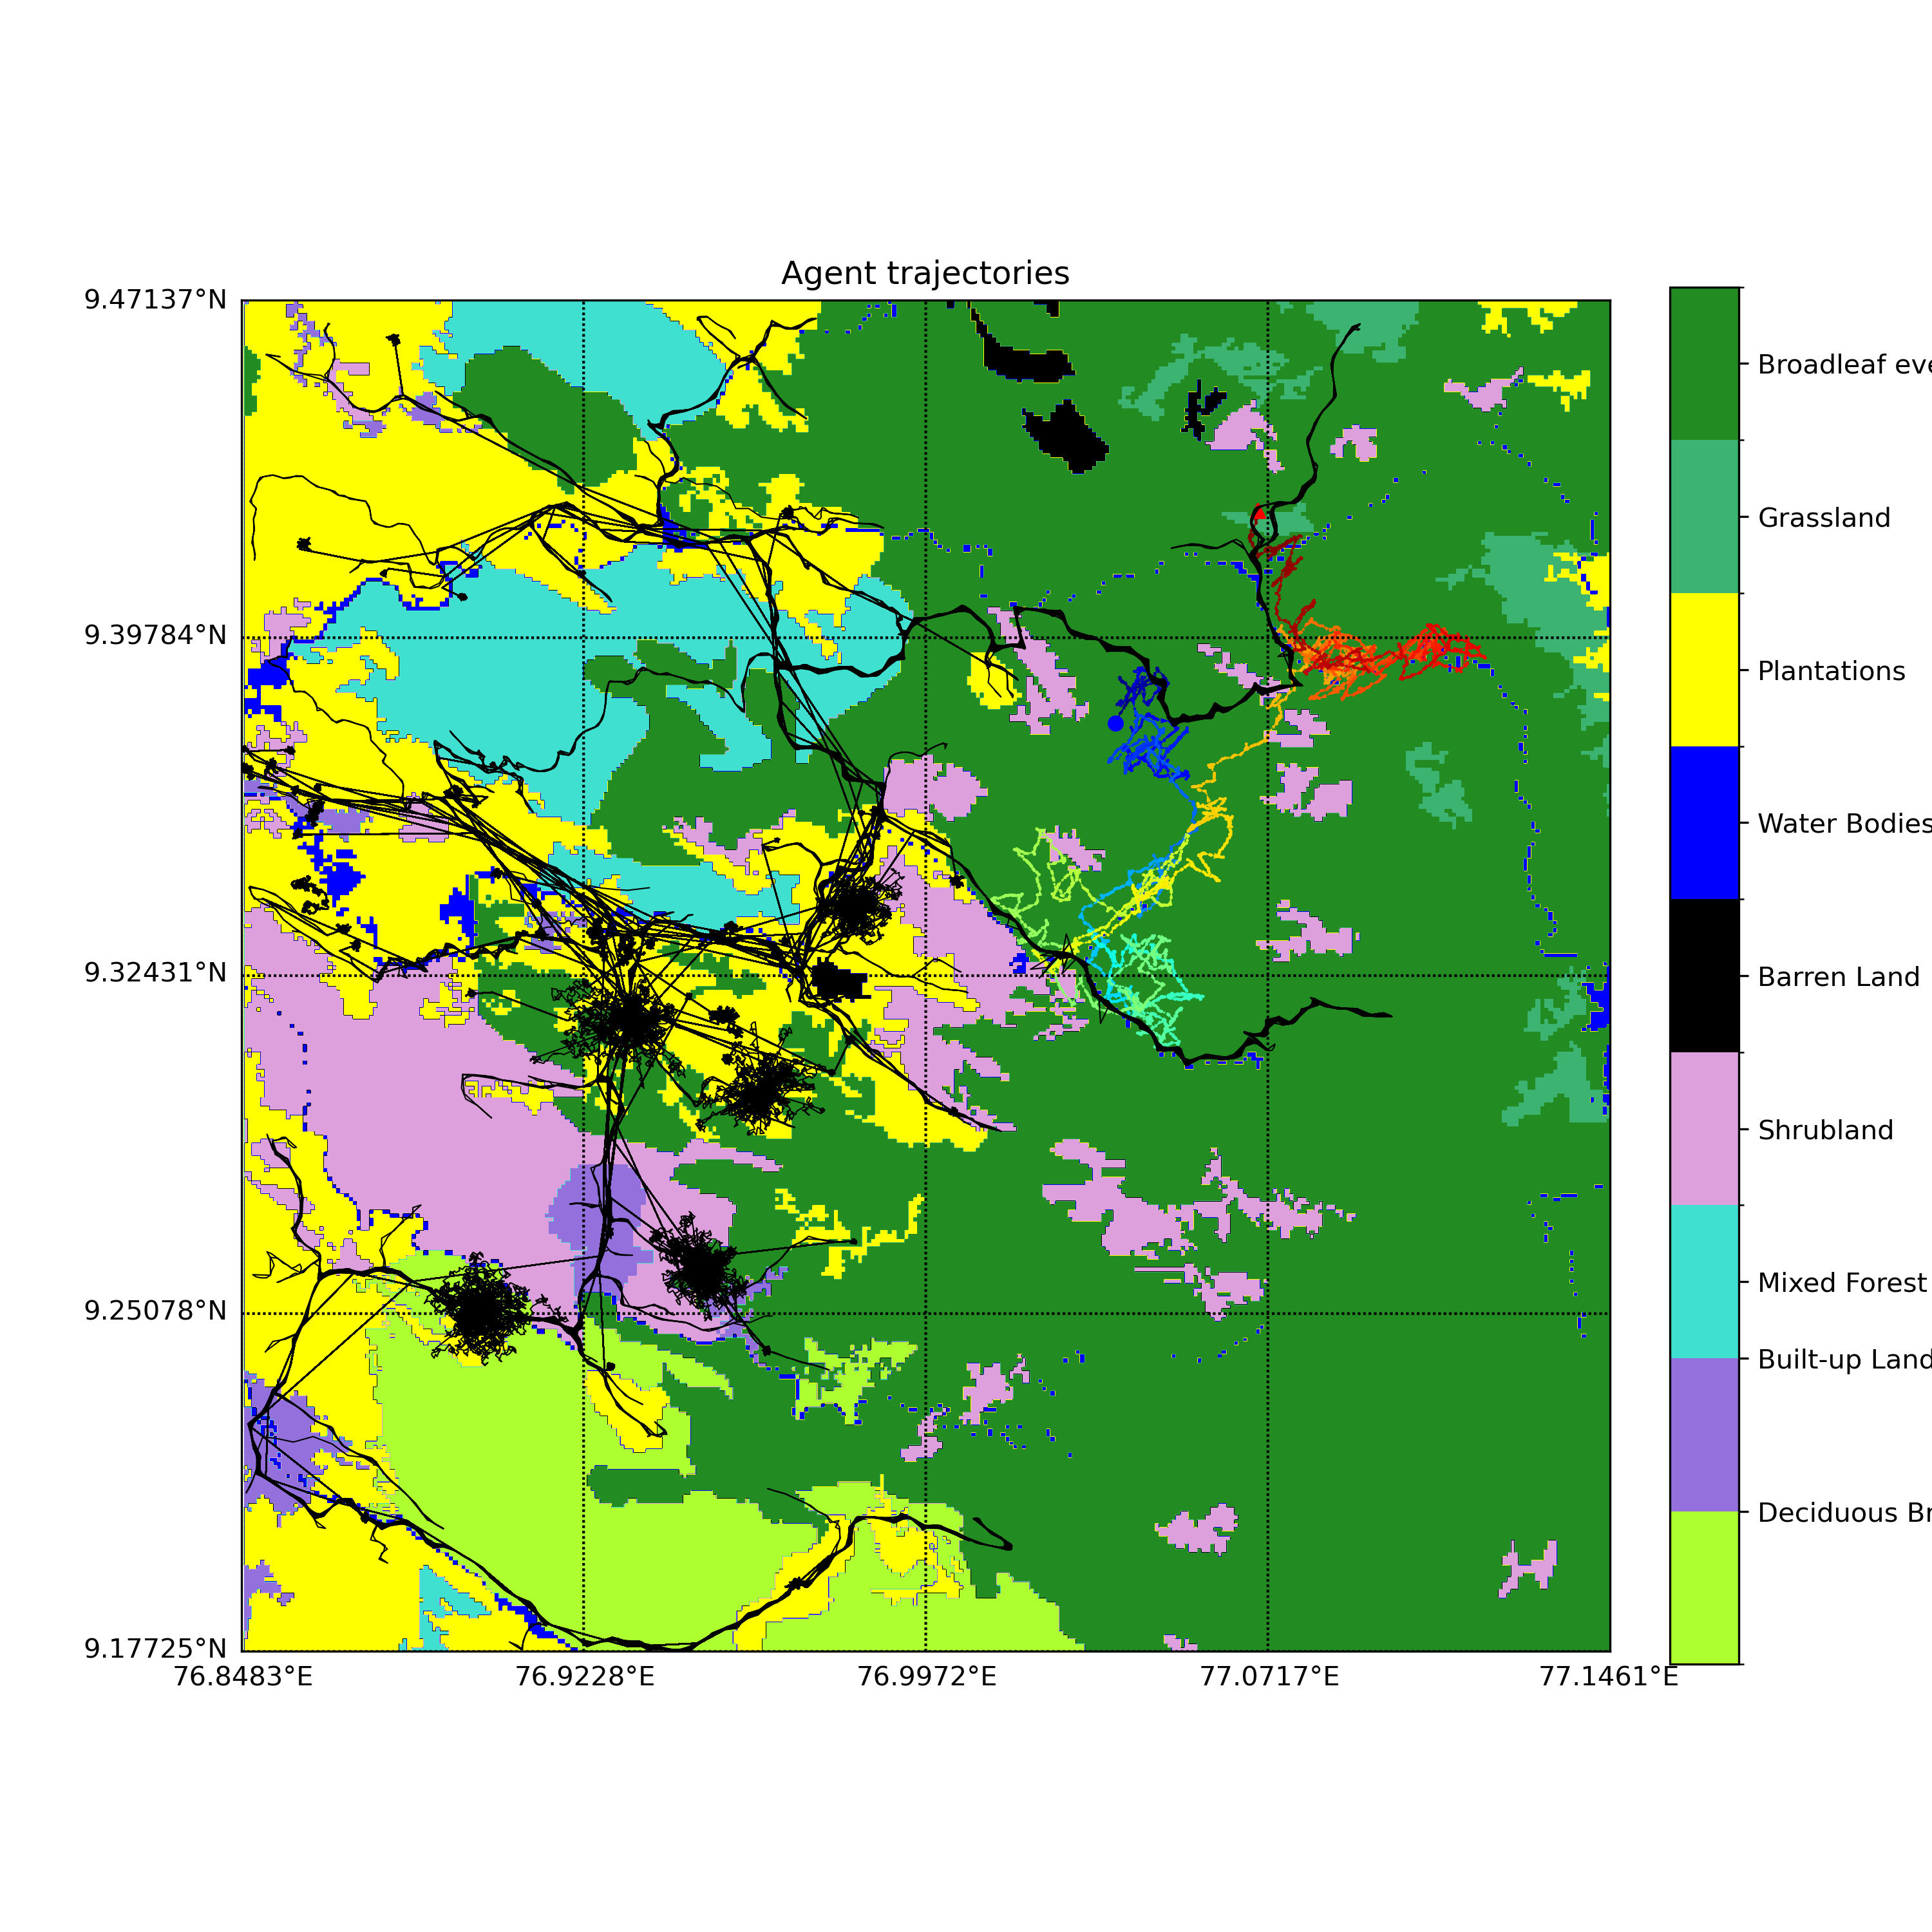 Agent trajectories
9.47137°N
9.39784°N
9.32431°N
9.25078°N
9.17725°N
76.8483°E
76.9228°E
76.9972°E
77.0717°E
77.1461°E
Broadleaf eve
Grassland
Plantations
Water Bodies
Barren Land
Shrubland
Mixed Forest
Built-up Land
Deciduous Br